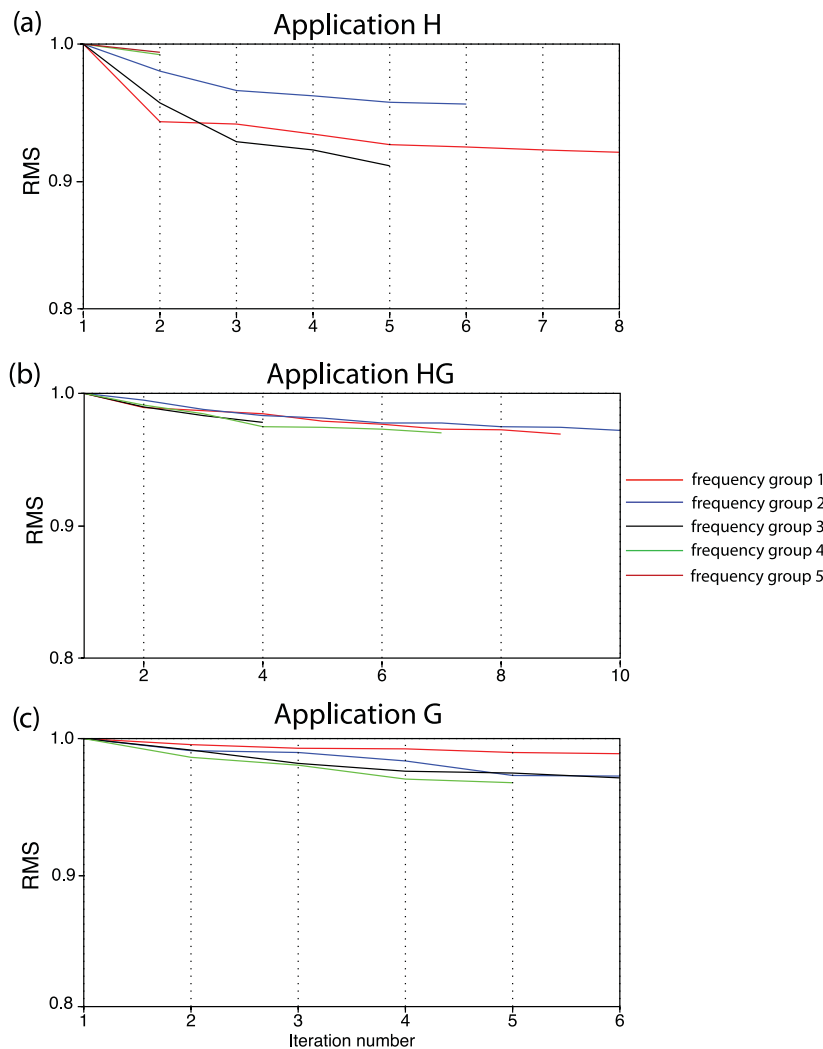 (a)
Application H
1.0
0.9
0.8
RMS
1 2 3 4 5 6 7 8
(b)
Application HG
1.0
0.9
0.8
RMS
2 4 6 8 10
frequency group 1
frequency group 2
frequency group 3
frequency group 4
frequency group 5
(c)
Application G
1.0
0.9
0.8
RMS
1 2 3 4 5 6
Iteration number